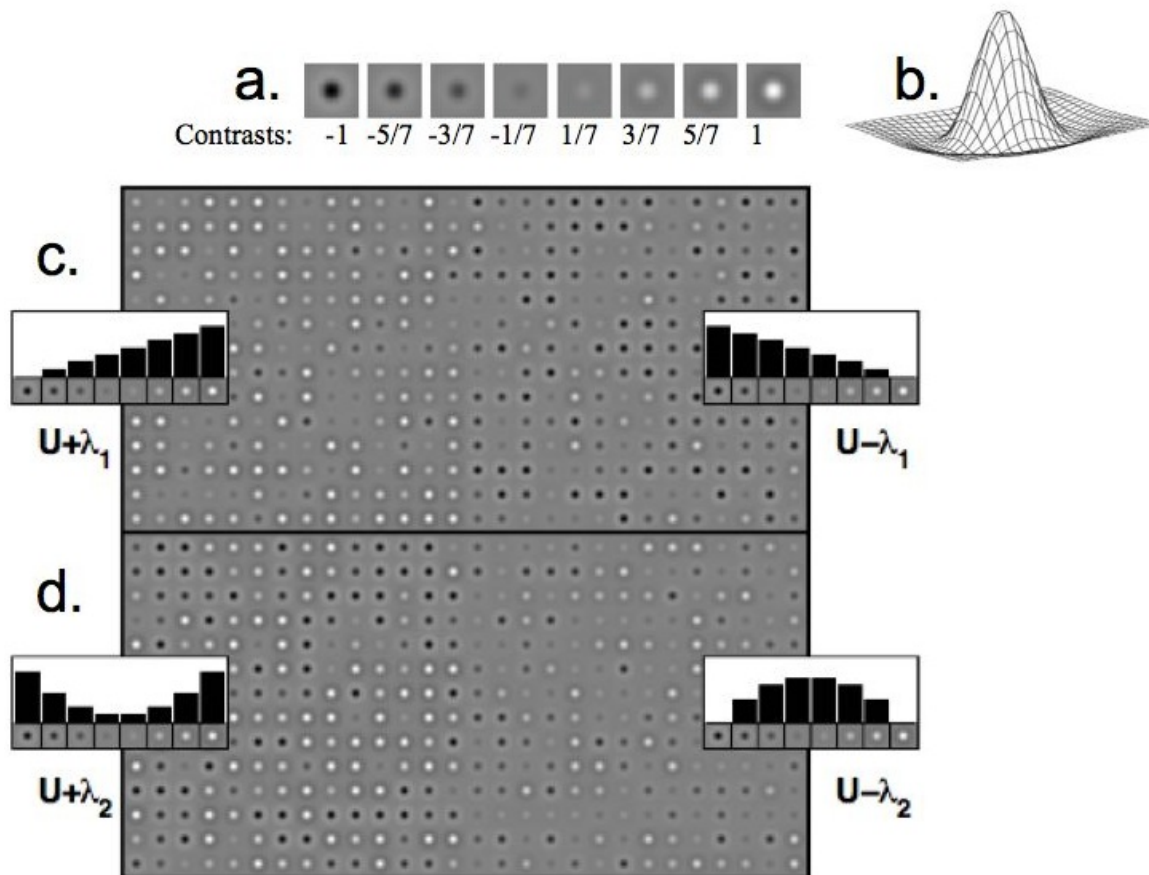 a.
b.
Contrasts: -1 -5/7 -3/7 -1/7 1/7 3/7 5/7 1
c.
U+λ1
U−λ1
d.
U+λ2
U−λ2